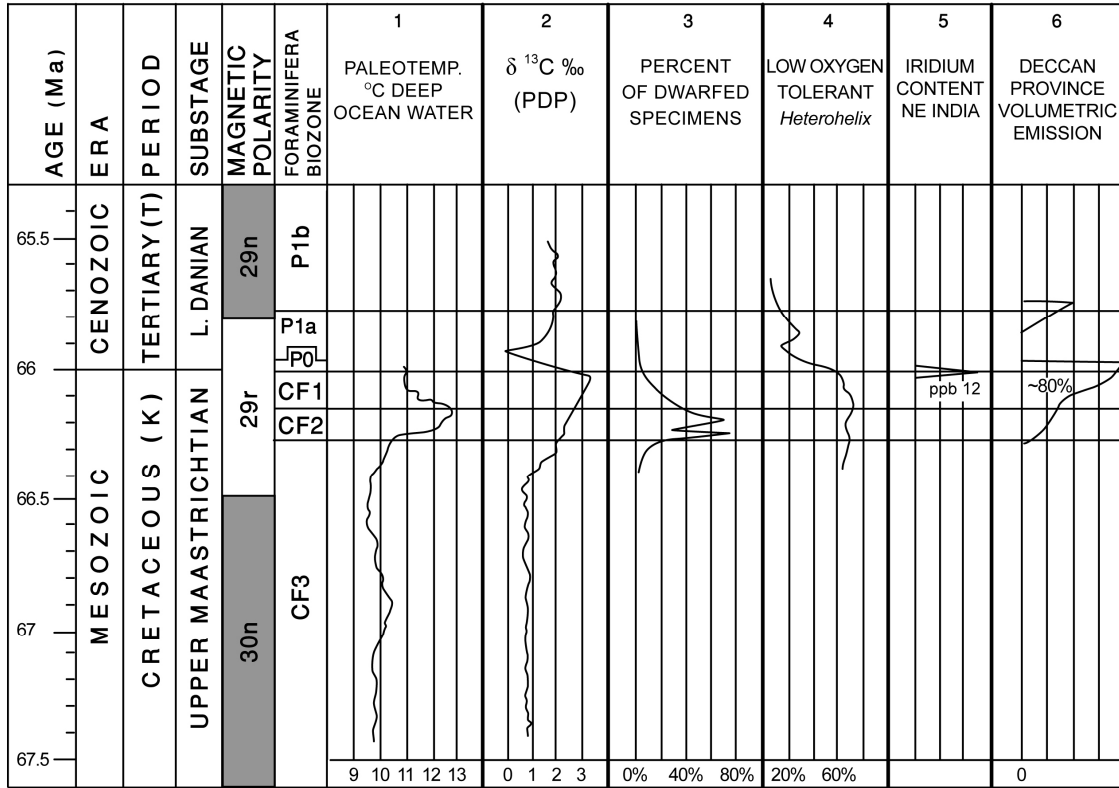 AGE (Ma)
ERA
PERIOD
SUBSTAGE
MAGNETIC
POLARITY
FORAMINIFERA
BIOZONE
1
PALEOTEMP.
°C DEEP
OCEAN WATER
2
δ ¹³C ‰
(PDP)
3
PERCENT
OF DWARFED
SPECIMENS
4
LOW OXYGEN
TOLERANT
Heterohelix
5
IRIDIUM
CONTENT
NE INDIA
6
DECCAN
PROVINCE
VOLUMETRIC
EMISSION
65.5
66
66.5
67
67.5
CENOZOIC
MESOZOIC
TERTIARY (T)
CRETACEOUS (K)
L. DANIAN
UPPER MAASTRICHTIAN
29n
29r
30n
P1b
P1a
P0
CF1
CF2
CF3
ppb 12
~80%
9 10 11 12 13
0 1 2 3
0% 40% 80%
20% 60%
0